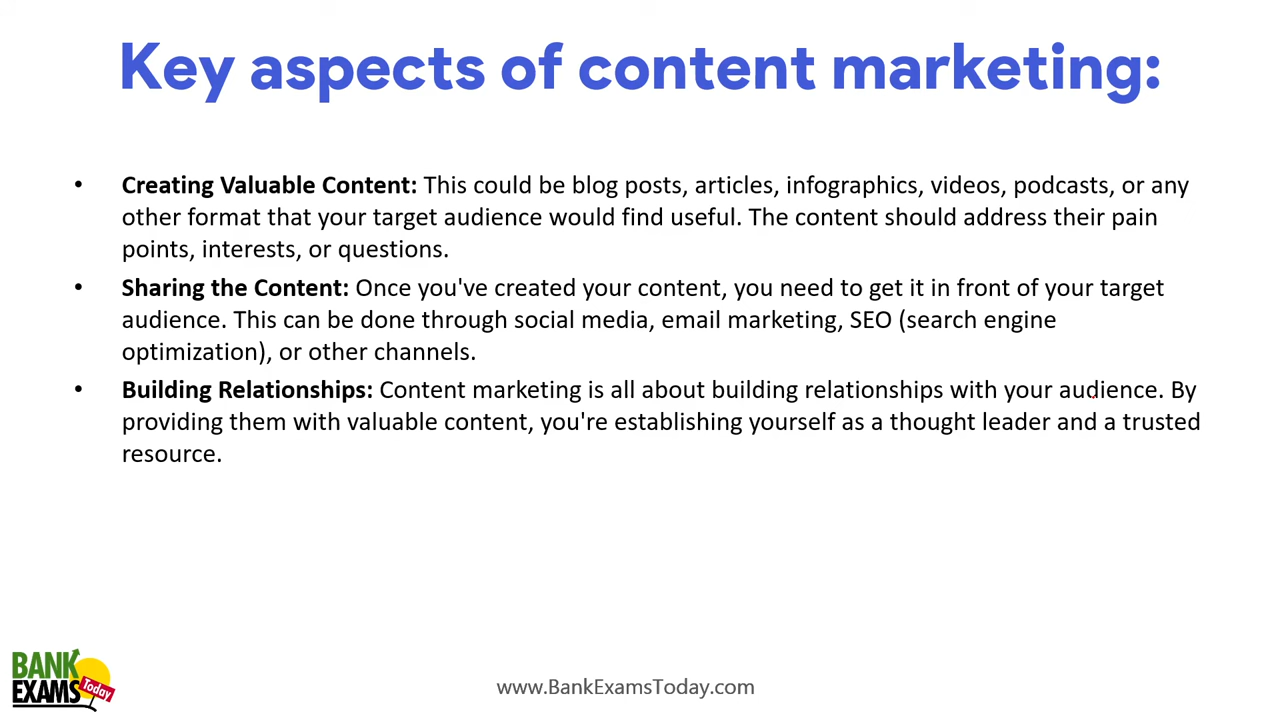 Key aspects of content marketing:
• Creating Valuable Content: This could be blog posts, articles, infographics, videos, podcasts, or any
other format that your target audience would find useful. The content should address their pain
points, interests, or questions.
• Sharing the Content: Once you've created your content, you need to get it in front of your target
audience. This can be done through social media, email marketing, SEO (search engine
optimization), or other channels.
• Building Relationships: Content marketing is all about building relationships with your audience. By
providing them with valuable content, you're establishing yourself as a thought leader and a trusted
resource.
BANK
EXAMS
Today
www.BankExamsToday.com